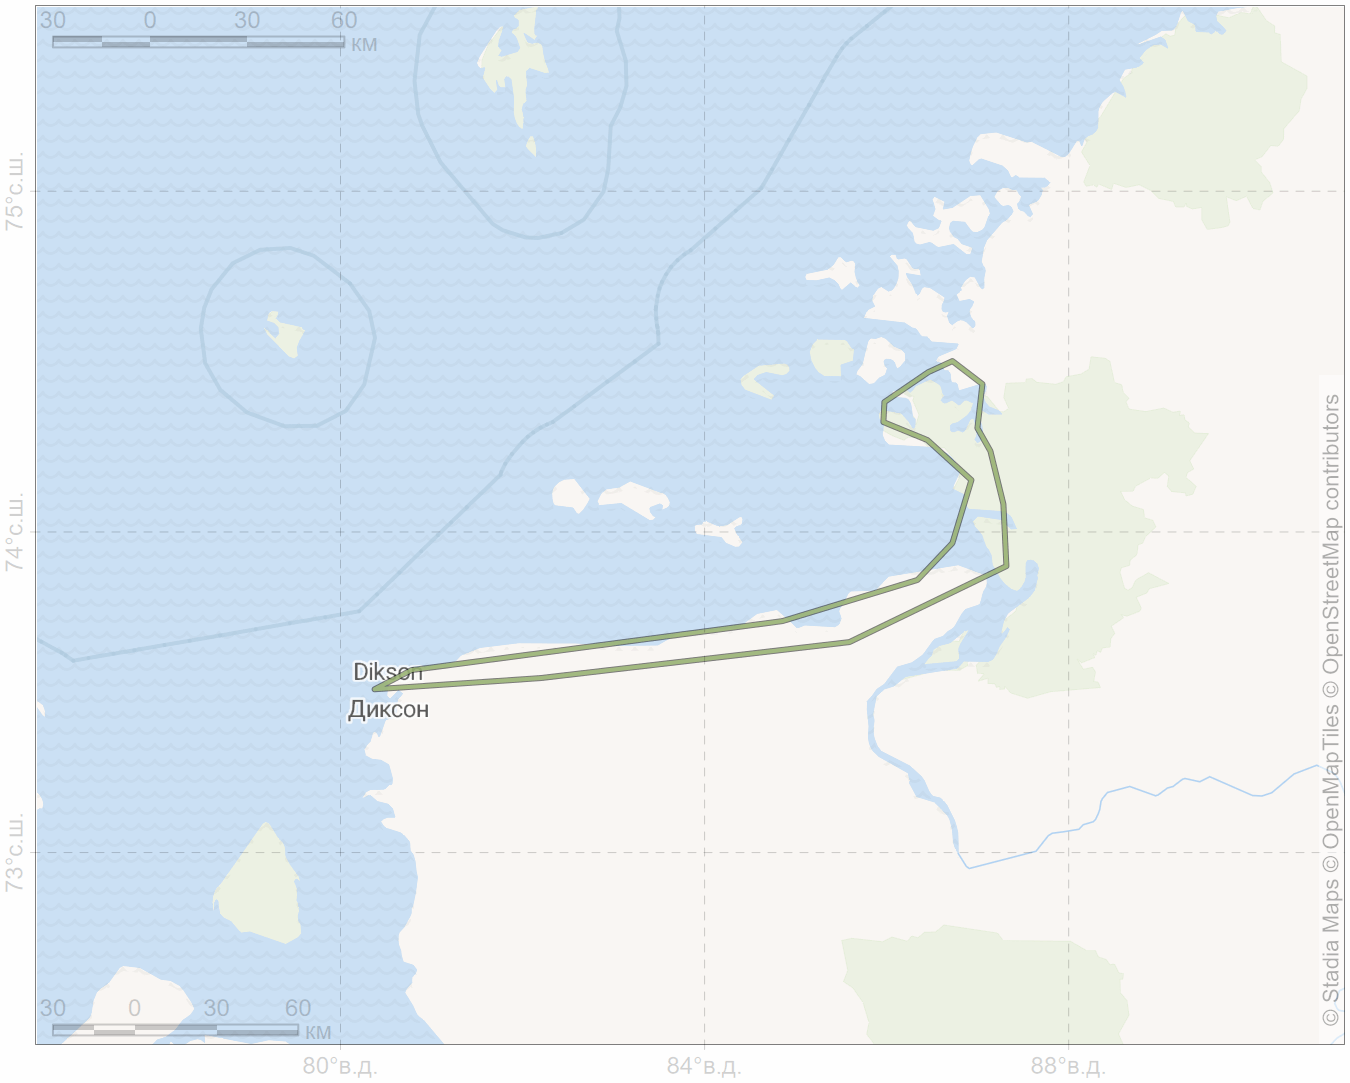 30 0 30 60
км
75°с.ш.
74°с.ш.
Dikson
Диксон
73°с.ш.
30 0 30 60
км
80°в.д. 84°в.д. 88°в.д.
© Stadia Maps © OpenMapTiles © OpenStreetMap contributors